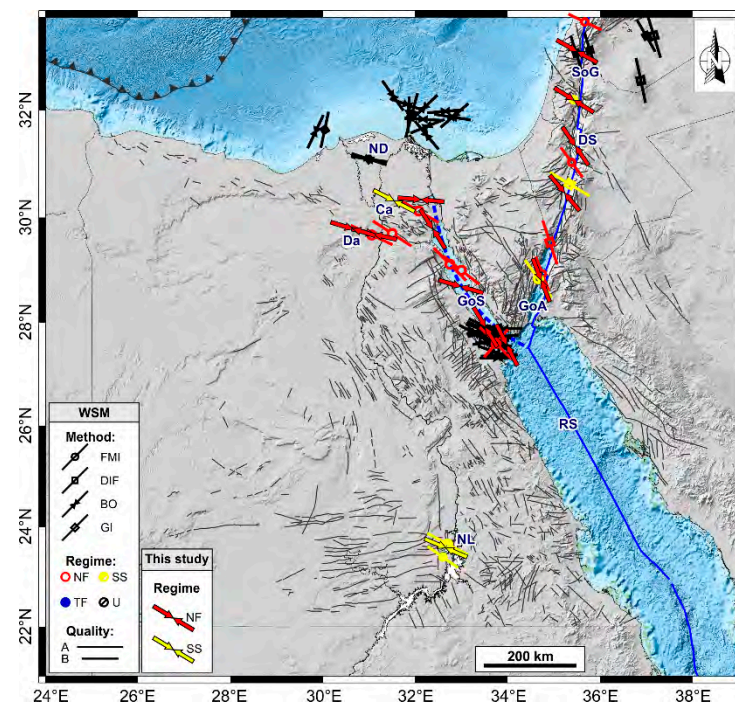 N
32°N
30°N
28°N
26°N
24°N
22°N
SoG
DS
ND
Ca
Da
GoS
GoA
RS
NL
WSM
Method:
FMI
DIF
BO
GI
Regime:
NF SS
TF U
Quality:
A
B
This study
Regime
NF
SS
200 km
24°E 26°E 28°E 30°E 32°E 34°E 36°E 38°E